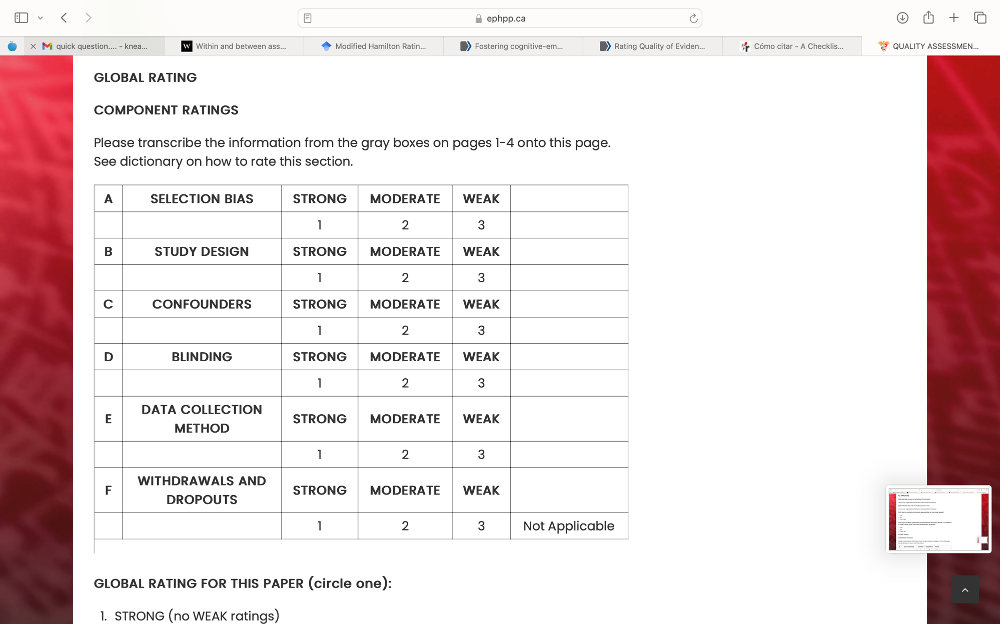 ephpp.ca
quick question.... - knea...
W Within and between ass...
Modified Hamilton Ratin...
Fostering cognitive-em...
Rating Quality of Eviden...
Cómo citar - A Checklis...
QUALITY ASSESSMEN...
GLOBAL RATING
COMPONENT RATINGS
Please transcribe the information from the gray boxes on pages 1-4 onto this page.
See dictionary on how to rate this section.
A SELECTION BIAS STRONG MODERATE WEAK
1 2 3
B STUDY DESIGN STRONG MODERATE WEAK
1 2 3
C CONFOUNDERS STRONG MODERATE WEAK
1 2 3
D BLINDING STRONG MODERATE WEAK
1 2 3
E DATA COLLECTION METHOD STRONG MODERATE WEAK
1 2 3
F WITHDRAWALS AND DROPOUTS STRONG MODERATE WEAK
1 2 3 Not Applicable
GLOBAL RATING FOR THIS PAPER (circle one):
1. STRONG (no WEAK ratings)